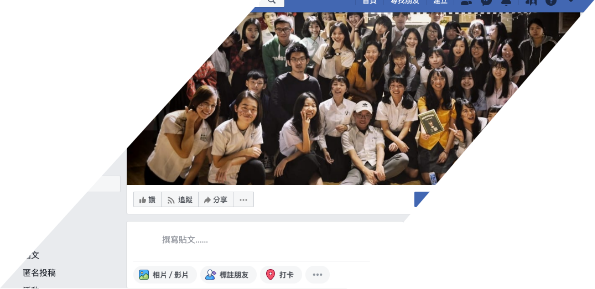 首頁 尋找朋友 建立
讚 追蹤 分享
撰寫貼文......
相片 / 影片 標註朋友 打卡
文
匿名投稿